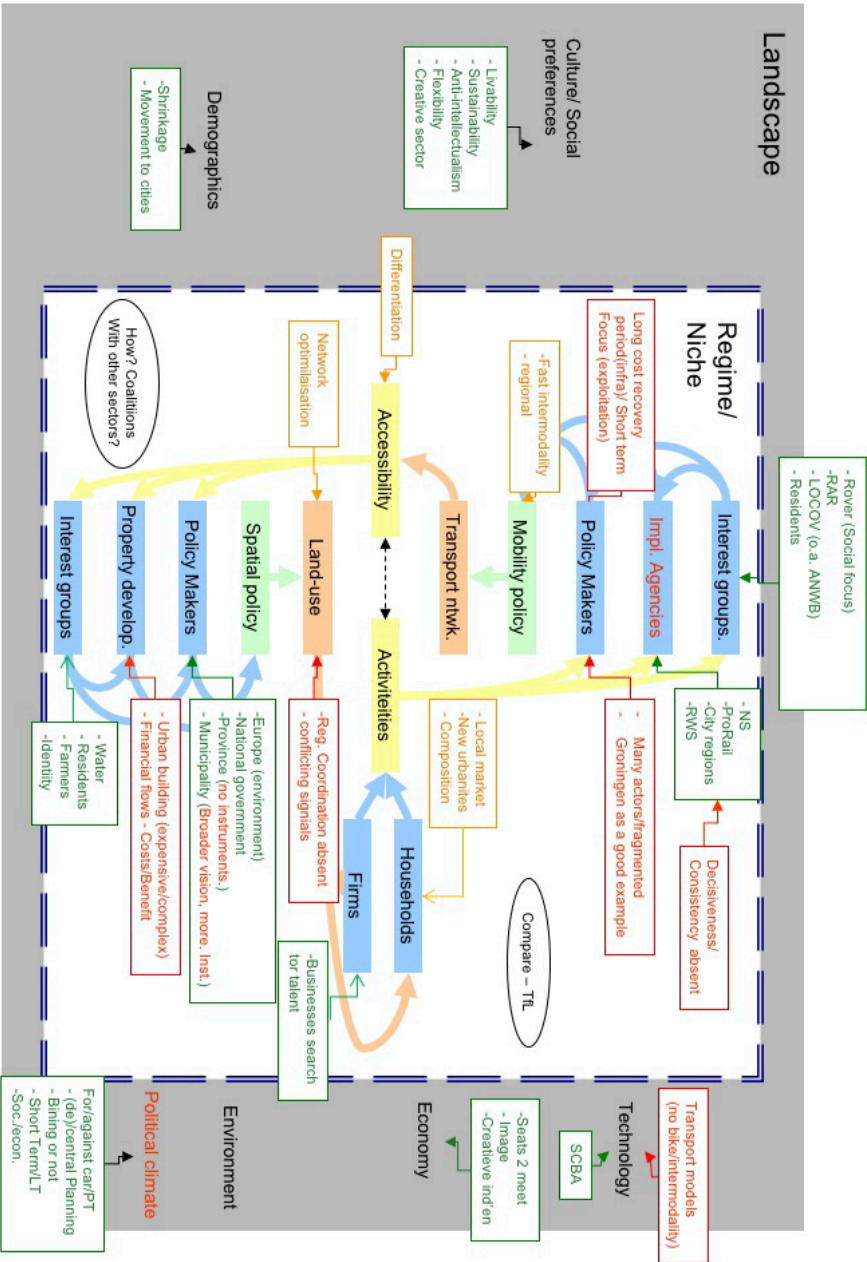 Landscape
Culture/ Social
preferences
- Livability
- Sustainability
- Anti-intellectualism
- Flexibility
- Creative sector
Demographics
-Shrinkage
- Movement to cities
- Rover (Social focus)
-RAR
- LOCOV (o.a. ANWB)
- Residents
Regime/
Niche
Long cost recovery
period(infra)/ Short term
Focus (exploitation)
-Fast intermodality
- regional
Differentiation
Network
optimilaisation
How? Coalitiions
With other sectors?
Interest groups.
Impl. Agencies
Policy Makers
Mobility policy
Transport ntwk.
Accessibility
Activiteities
Land-use
Spatial policy
Policy Makers
Property develop.
Interest groups
- NS
-ProRail
-City regions
-RWS
Decisiveness/
Consistency absent
- Many actors/fragmented
- Groningen as a good example
- Local market
-New urbanites
- Composition
Households
Firms
Compare – TfL
-Reg. Coordination absent
- conflicting signials
-Businesses search
tor talent
-Europe (environment)
-National government
-Province (no instruments.)
- Municipality (Broader vision, more. Inst.)
- Urban building (expensive/complex)
- Financial flows - Costs/Benefit
- Water
- Residents
- Farmers
-Identiity
Transport models
(no bike/intermodality)
Technology
SCBA
-Seats 2 meet
- Image
-Creatieve ind'en
Economy
Environment
Political climate
For/against car/PT
- (de)/central Planning
- Bining or not
- Short Term/LT
-Soc./econ.